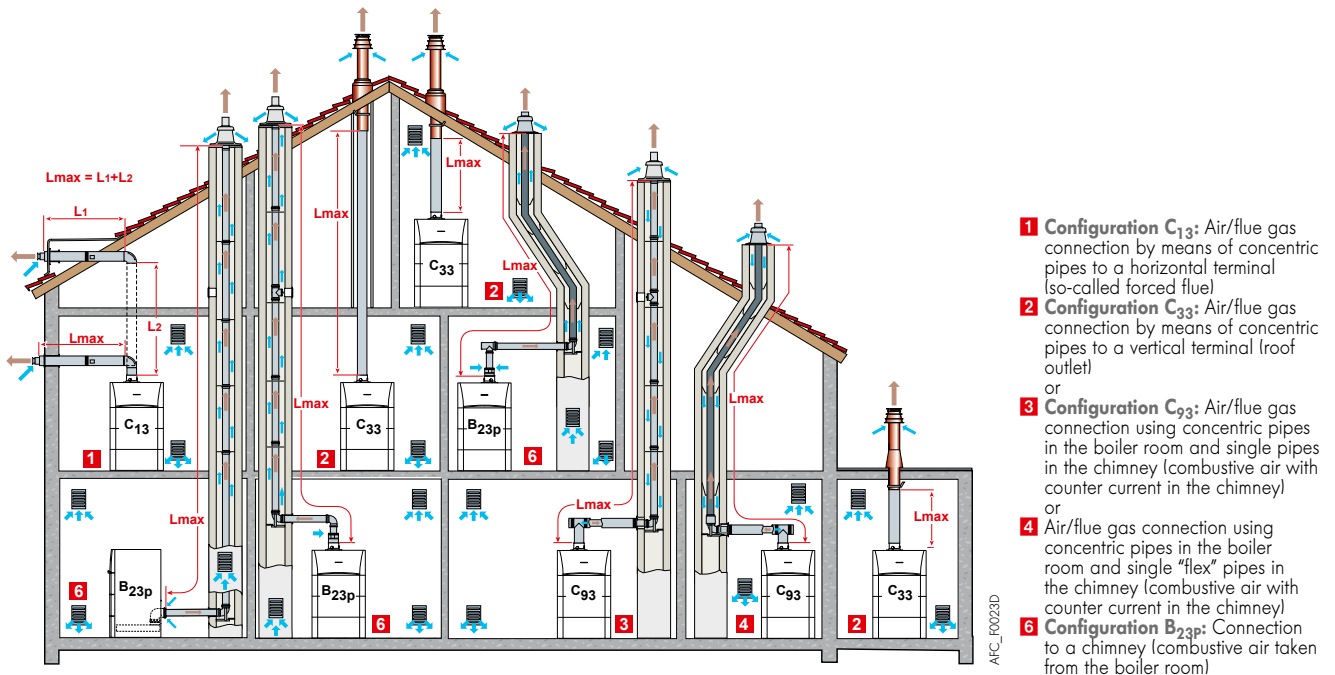 Lmax = L1+L2
L1
L2
Lmax
C13
1
Lmax
B23p
6
Lmax
B23p
6
Lmax
C33
2
Lmax
C33
2
Lmax
B23p
6
Lmax
C93
3
Lmax
C93
4
Lmax
C33
2
AFC_F0023D
1 Configuration C13: Air/flue gas
connection by means of concentric
pipes to a horizontal terminal
(so-called forced flue)
2 Configuration C33: Air/flue gas
connection by means of concentric
pipes to a vertical terminal (roof
outlet)
or
3 Configuration C93: Air/flue gas
connection using concentric pipes
in the boiler room and single pipes
in the chimney (combustive air with
counter current in the chimney)
or
4 Air/flue gas connection using
concentric pipes in the boiler
room and single "flex" pipes in
the chimney (combustive air with
counter current in the chimney)
6 Configuration B23P: Connection
to a chimney (combustive air taken
from the boiler room)